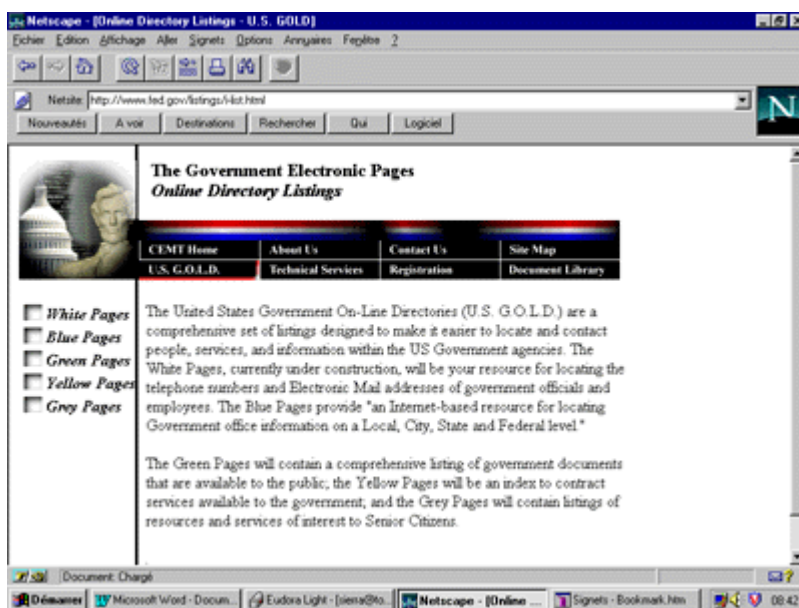 Netscape - [Online Directory Listings - U.S. GOLD]
Fichier Edition Affichage Aller Signets Options Annuaires Fenêtre ?
Netsite: http://www.fed.gov/listings/i-list.html
Nouveautés A voir Destinations Rechercher Qui Logiciel
N
The Government Electronic Pages
Online Directory Listings
CEMT Home About Us Contact Us Site Map
U.S. G.O.L.D. Technical Services Registration Document Library
White Pages
Blue Pages
Green Pages
Yellow Pages
Grey Pages
The United States Government On-Line Directories (U.S. G.O.L.D.) are a
comprehensive set of listings designed to make it easier to locate and contact
people, services, and information within the US Government agencies. The
White Pages, currently under construction, will be your resource for locating the
telephone numbers and Electronic Mail addresses of government officials and
employees. The Blue Pages provide "an Internet-based resource for locating
Government office information on a Local, City, State and Federal level."
The Green Pages will contain a comprehensive listing of government documents
that are available to the public; the Yellow Pages will be an index to contract
services available to the government; and the Grey Pages will contain listings of
resources and services of interest to Senior Citizens.
Document: Chargé
Démarrer Microsoft Word - Docum... Eudora Light - [sierra@to... Netscape - [Online ... Signets - Bookmark.htm 08:42